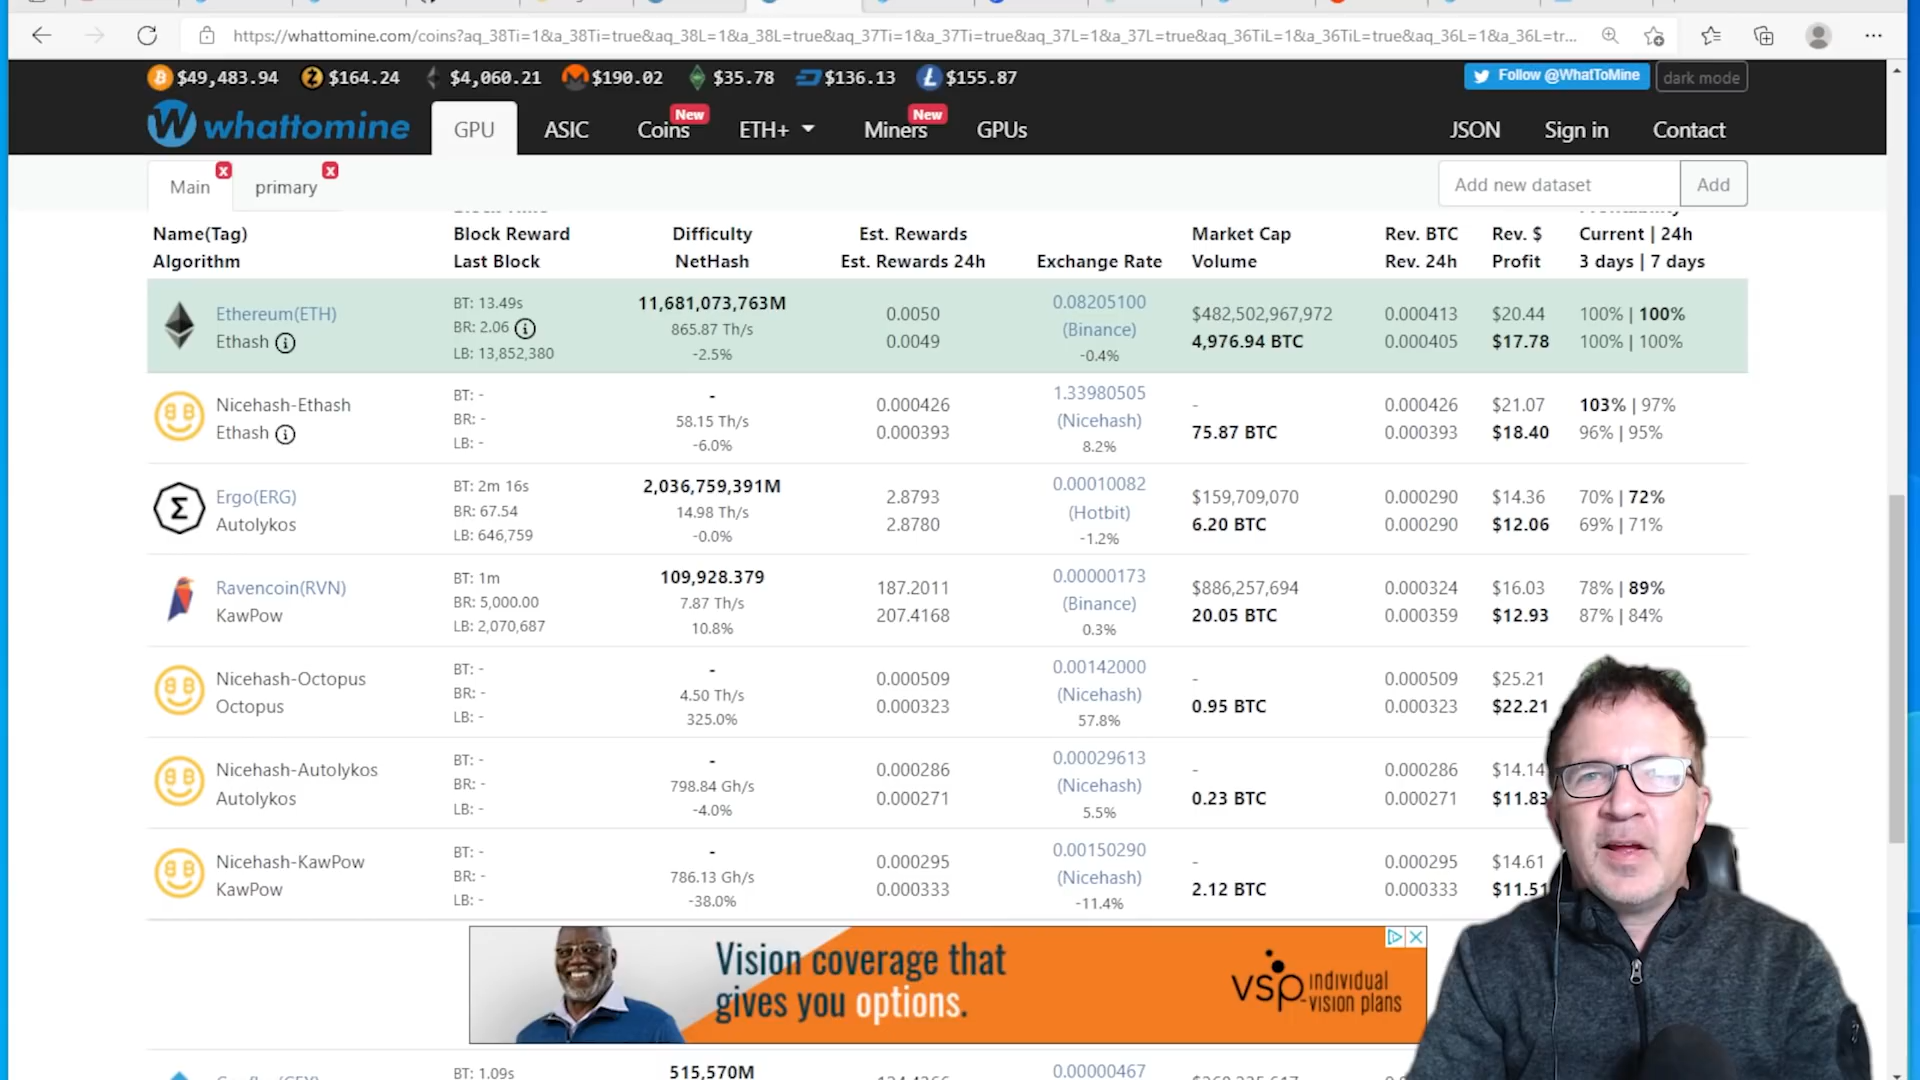 https://whattomine.com/coins?aq_38Ti=1&a_38Ti=true&aq_38L=1&a_38L=true&aq_37Ti=1&a_37Ti=true&aq_37L=1&a_37L=true&aq_36TiL=1&a_36TiL=true&aq_36L=1&a_36L=tr...
$49,483.94 $164.24 $4,060.21 $190.02 $35.78 $136.13 $155.87
Follow @WhatToMine dark mode
whattomine GPU ASIC Coins New ETH+ Miners New GPUs JSON Sign in Contact
Main x primary x Add new dataset Add
Name(Tag) Block Reward Difficulty Est. Rewards Exchange Rate Market Cap Rev. BTC Rev. $ Current | 24h
Algorithm Last Block NetHash Est. Rewards 24h Volume Rev. 24h Profit 3 days | 7 days
Ethereum(ETH) BT: 13.49s 11,681,073,763M 0.0050 0.08205100 $482,502,967,972 0.000413 $20.44 100% | 100%
Ethash BR: 2.06 865.87 Th/s 0.0049 (Binance) 4,976.94 BTC 0.000405 $17.78 100% | 100%
LB: 13,852,380 -2.5% -0.4%
Nicehash-Ethash BT: - - 0.000426 1.33980505 - 0.000426 $21.07 103% | 97%
Ethash BR: - 58.15 Th/s 0.000393 (Nicehash) 75.87 BTC 0.000393 $18.40 96% | 95%
LB: - -6.0% 8.2%
Ergo(ERG) BT: 2m 16s 2,036,759,391M 2.8793 0.00010082 $159,709,070 0.000290 $14.36 70% | 72%
Autolykos BR: 67.54 14.98 Th/s 2.8780 (Hotbit) 6.20 BTC 0.000290 $12.06 69% | 71%
LB: 646,759 -0.0% -1.2%
Ravencoin(RVN) BT: 1m 109,928.379 187.2011 0.00000173 $886,257,694 0.000324 $16.03 78% | 89%
KawPow BR: 5,000.00 7.87 Th/s 207.4168 (Binance) 20.05 BTC 0.000359 $12.93 87% | 84%
LB: 2,070,687 10.8% 0.3%
Nicehash-Octopus BT: - - 0.000509 0.00142000 - 0.000509 $25.21
Octopus BR: - 4.50 Th/s 0.000323 (Nicehash) 0.95 BTC 0.000323 $22.21
LB: - 325.0% 57.8%
Nicehash-Autolykos BT: - - 0.000286 0.00029613 - 0.000286 $14.14
Autolykos BR: - 798.84 Gh/s 0.000271 (Nicehash) 0.23 BTC 0.000271 $11.83
LB: - -4.0% 5.5%
Nicehash-KawPow BT: - - 0.000295 0.00150290 - 0.000295 $14.61
KawPow BR: - 786.13 Gh/s 0.000333 (Nicehash) 2.12 BTC 0.000333 $11.51
LB: - -38.0% -11.4%
Vision coverage that
gives you options.
vsp individual
vision plans
BT: 1.09s 515,570M 0.00000467